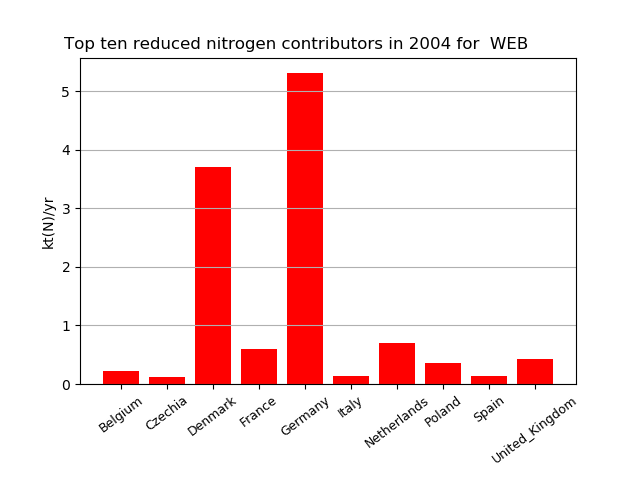 Top ten reduced nitrogen contributors in 2004 for  WEB
kt(N)/yr
5
4
3
2
1
0
Belgium
Czechia
Denmark
France
Germany
Italy
Netherlands
Poland
Spain
United_Kingdom